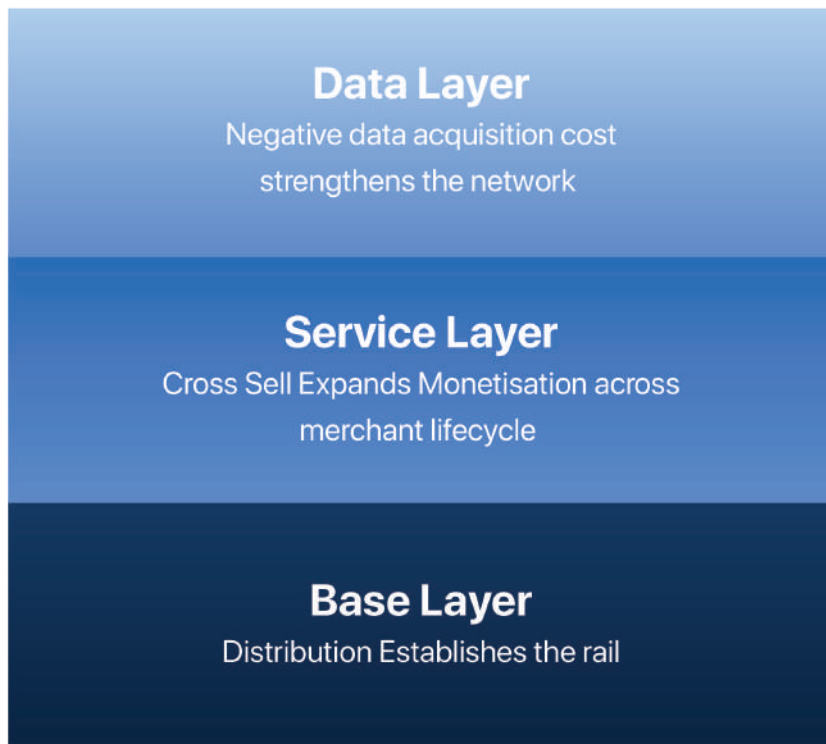 Data Layer
Negative data acquisition cost
strengthens the network
Service Layer
Cross Sell Expands Monetisation across
merchant lifecycle
Base Layer
Distribution Establishes the rail